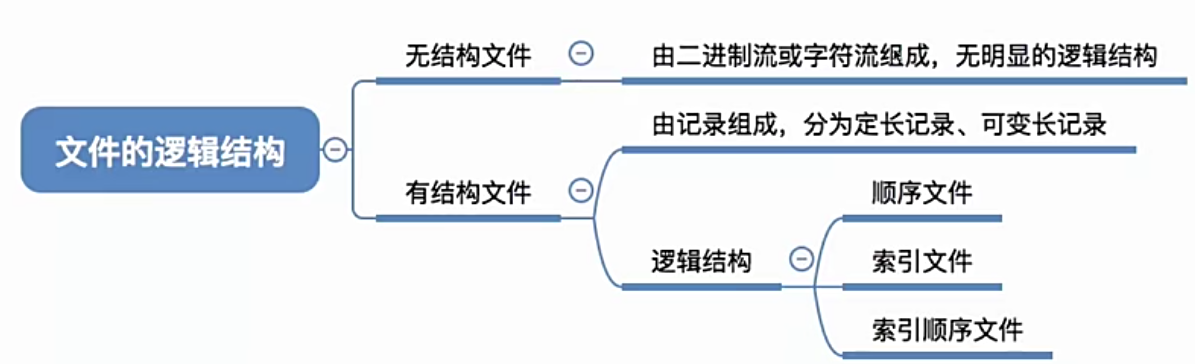 文件的逻辑结构
无结构文件
由二进制流或字符流组成，无明显的逻辑结构
有结构文件
由记录组成，分为定长记录、可变长记录
逻辑结构
顺序文件
索引文件
索引顺序文件